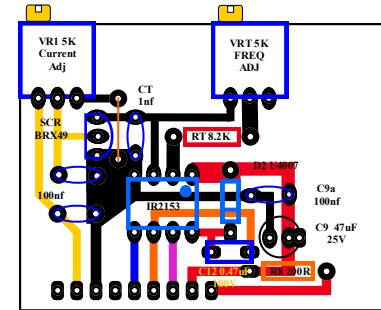 VR1 5K
Current
Adj
VRT 5K
FREQ
ADJ
CT
1nf
SCR
BRX49
RT 8.2K
D2 U4007
100nf
IR2153
C9a
100nf
C9 47uF
25V
C12 0.47uf
400V
R8 200R